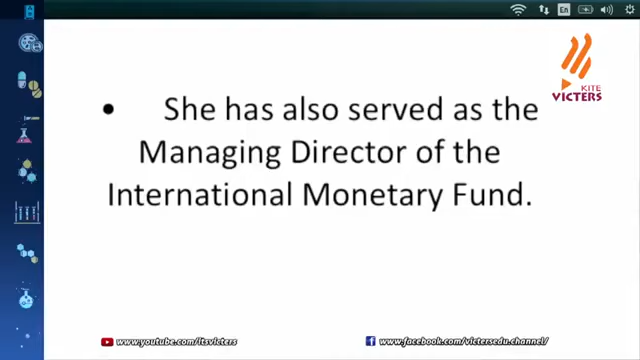 En
KITE
VICTERS
• She has also served as the
Managing Director of the
International Monetary Fund.
www.youtube.com/itsvicters
www.facebook.com/victersedu.channel/